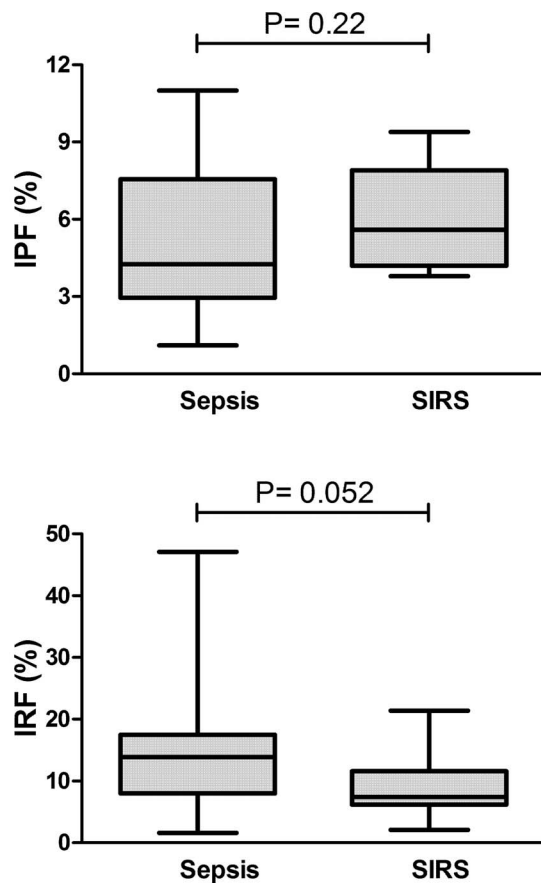 P= 0.22
12
9
6
3
0
IPF (%)
Sepsis SIRS
P= 0.052
50
40
30
20
10
0
IRF (%)
Sepsis SIRS